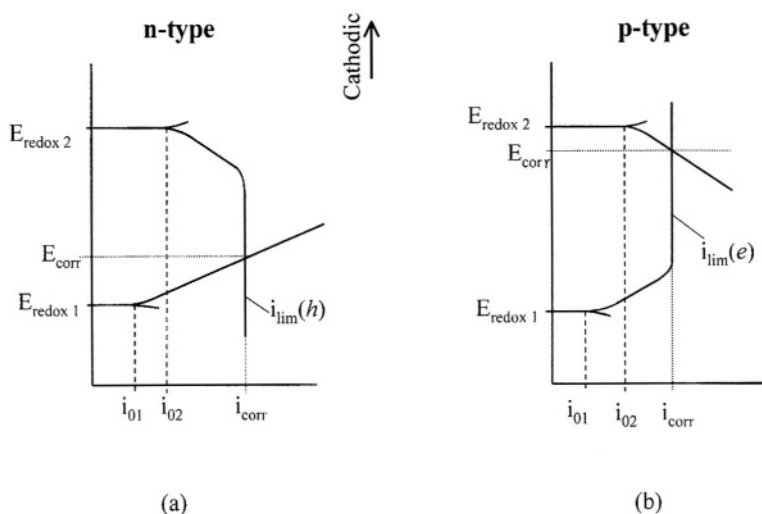 n-type
Cathodic
p-type
E_redox 2
E_corr
E_redox 1
i_lim(h)
i_01
i_02
i_corr
(a)
E_redox 2
E_corr
E_redox 1
i_lim(e)
i_01
i_02
i_corr
(b)